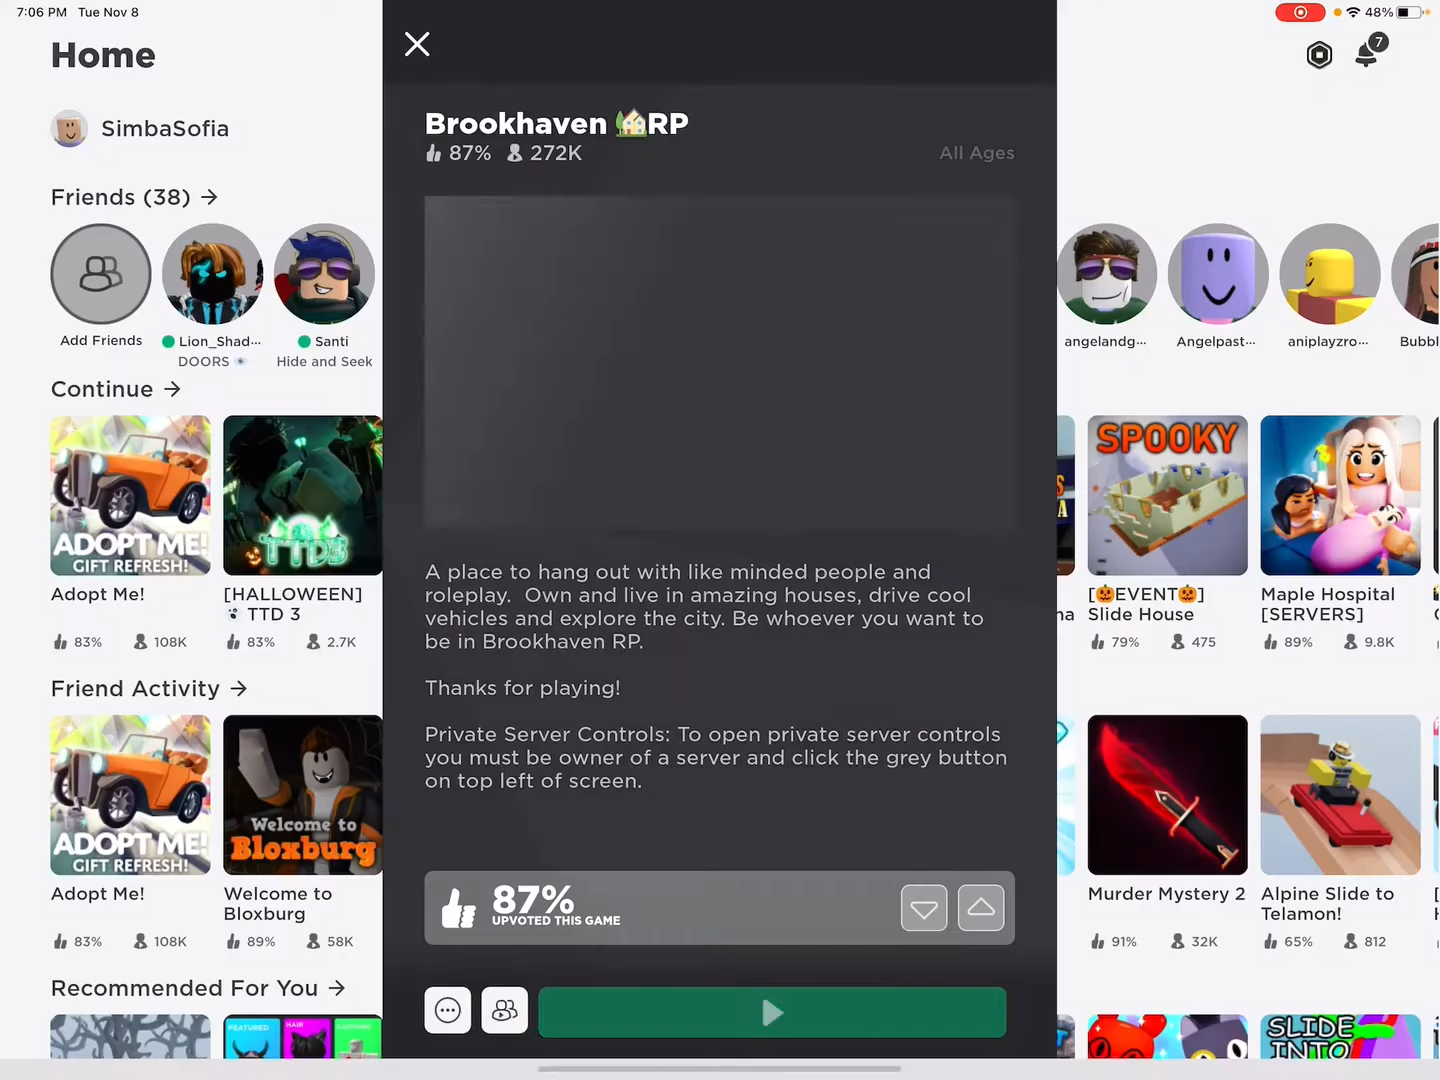 7:06 PM Tue Nov 8
48%
Home
7
SimbaSofia
Friends (38)
Add Friends
Lion_Shad...
DOORS
Santi
Hide and Seek
angelandg...
Angelpast...
aniplayzro...
Bubbl
Continue
ADOPT ME!
GIFT REFRESH!
Adopt Me!
83% 108K
TTD3
[HALLOWEEN]
TTD 3
83% 2.7K
SPOOKY
[🎃EVENT🎃]
Slide House
79% 475
Maple Hospital
[SERVERS]
89% 9.8K
Friend Activity
ADOPT ME!
GIFT REFRESH!
Adopt Me!
83% 108K
Welcome to
Bloxburg
Welcome to
Bloxburg
89% 58K
Murder Mystery 2
91% 32K
Alpine Slide to
Telamon!
65% 812
Recommended For You
FEATURED
HAIR
SLIDE
INTO
Brookhaven 🏡RP
87% 272K
All Ages
A place to hang out with like minded people and
roleplay. Own and live in amazing houses, drive cool
vehicles and explore the city. Be whoever you want to
be in Brookhaven RP.
Thanks for playing!
Private Server Controls: To open private server controls
you must be owner of a server and click the grey button
on top left of screen.
87%
UPVOTED THIS GAME